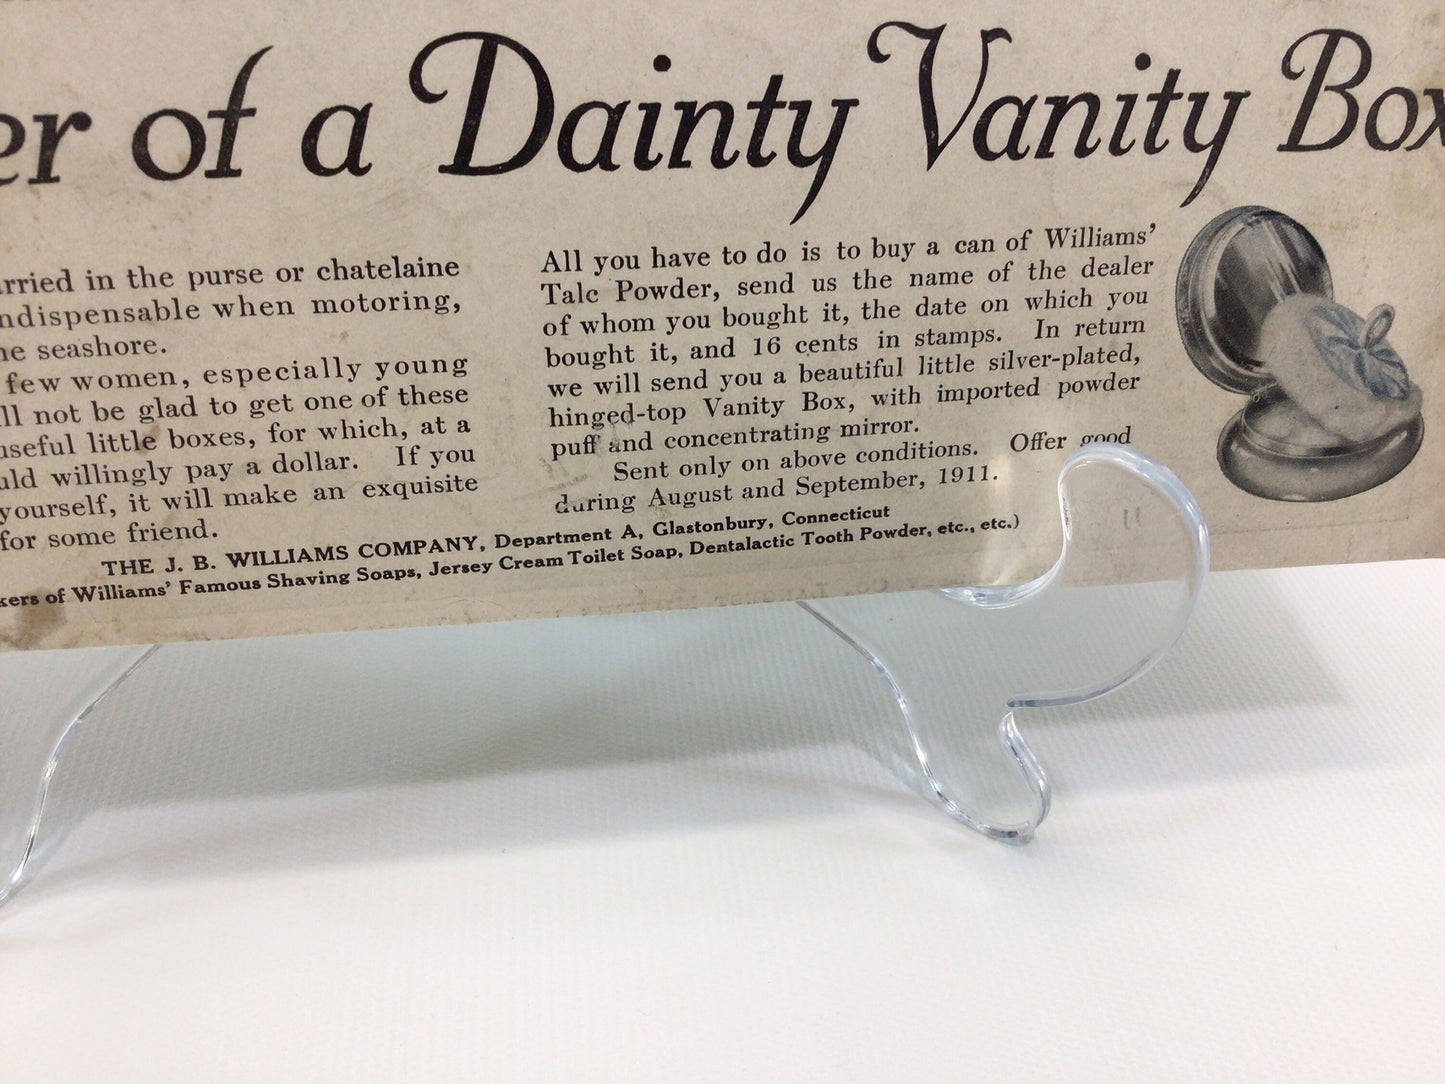 er of a Dainty Vanity Box
rried in the purse or chatelaine
ndispensable when motoring,
he seashore.
few women, especially young
ll not be glad to get one of these
useful little boxes, for which, at a
uld willingly pay a dollar. If you
yourself, it will make an exquisite
for some friend.
All you have to do is to buy a can of Williams'
Talc Powder, send us the name of the dealer
of whom you bought it, the date on which you
bought it, and 16 cents in stamps. In return
we will send you a beautiful little silver-plated,
hinged-top Vanity Box, with imported powder
puff and concentrating mirror.
Sent only on above conditions. Offer good
during August and September, 1911.
THE J. B. WILLIAMS COMPANY, Department A, Glastonbury, Connecticut
kers of Williams' Famous Shaving Soaps, Jersey Cream Toilet Soap, Dentalactic Tooth Powder, etc., etc.)